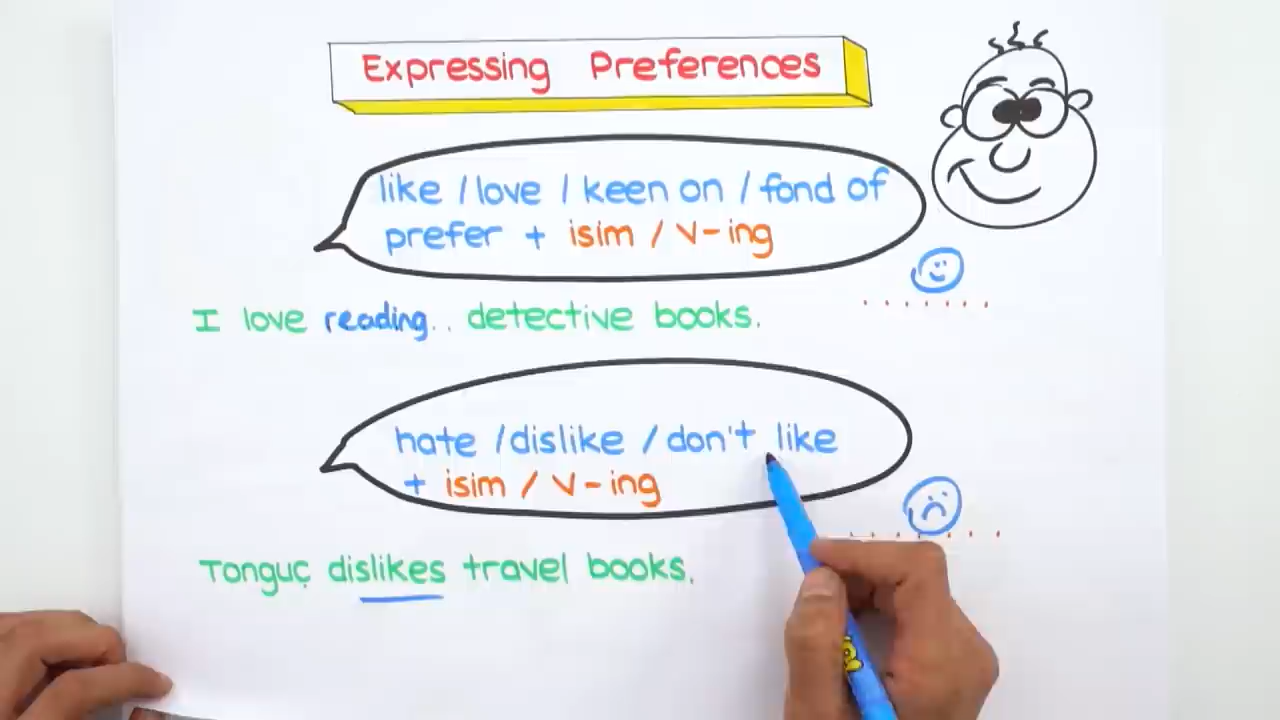 Expressing Preferences
like / love / keen on / fond of
prefer + isim / V-ing
I love reading.. detective books.
hate / dislike / don't like
+ isim / V-ing
Tonguç dislikes travel books.